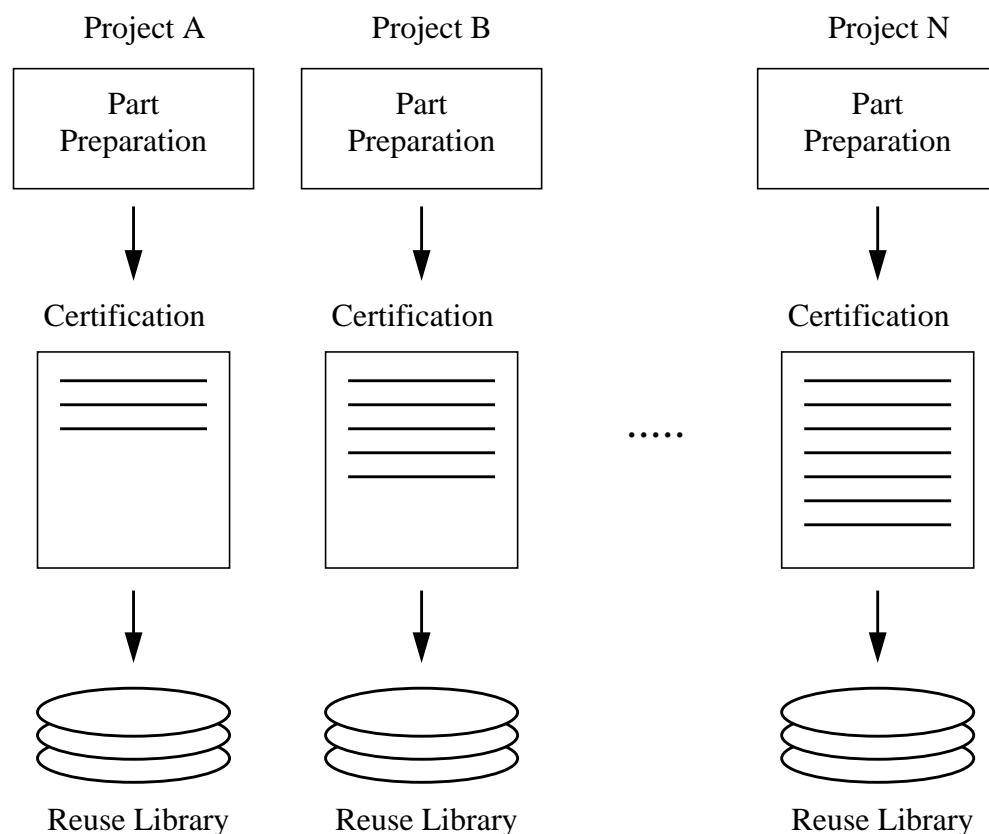 Project A
Project B
Project N
Part
Preparation
Part
Preparation
Part
Preparation
Certification
Certification
Certification
.....
Reuse Library
Reuse Library
Reuse Library